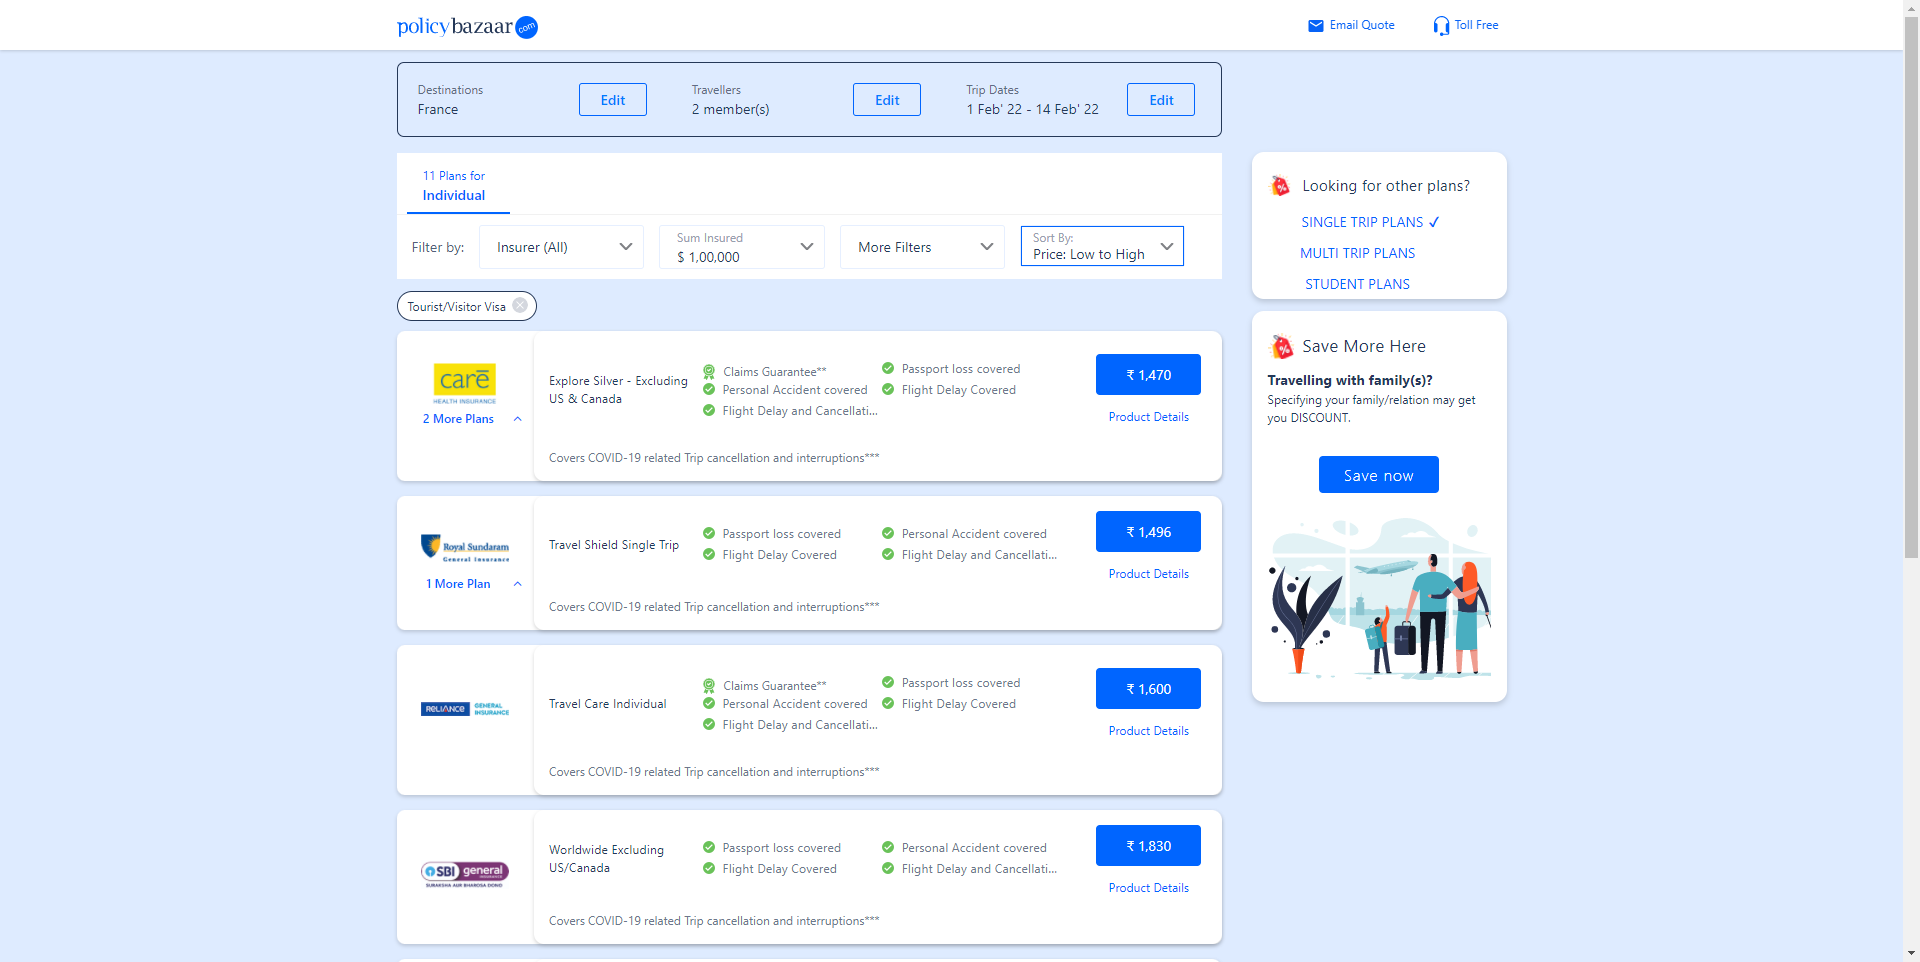 policybazaar com
Email Quote
Toll Free
Destinations
France
Edit
Travellers
2 member(s)
Edit
Trip Dates
1 Feb' 22 - 14 Feb' 22
Edit
11 Plans for
Individual
Filter by:
Insurer (All)
Sum Insured
$ 1,00,000
More Filters
Sort By:
Price: Low to High
Tourist/Visitor Visa
carē
HEALTH INSURANCE
2 More Plans
Explore Silver - Excluding
US & Canada
Claims Guarantee**
Personal Accident covered
Flight Delay and Cancellati...
Passport loss covered
Flight Delay Covered
₹ 1,470
Product Details
Covers COVID-19 related Trip cancellation and interruptions***
Royal Sundaram
General Insurance
1 More Plan
Travel Shield Single Trip
Passport loss covered
Flight Delay Covered
Personal Accident covered
Flight Delay and Cancellati...
₹ 1,496
Product Details
Covers COVID-19 related Trip cancellation and interruptions***
RELIANCE GENERAL
INSURANCE
Travel Care Individual
Claims Guarantee**
Personal Accident covered
Flight Delay and Cancellati...
Passport loss covered
Flight Delay Covered
₹ 1,600
Product Details
Covers COVID-19 related Trip cancellation and interruptions***
SBI general
INSURANCE
SURAKSHA AUR BHAROSA DONO
Worldwide Excluding
US/Canada
Passport loss covered
Flight Delay Covered
Personal Accident covered
Flight Delay and Cancellati...
₹ 1,830
Product Details
Covers COVID-19 related Trip cancellation and interruptions***
Looking for other plans?
SINGLE TRIP PLANS ✓
MULTI TRIP PLANS
STUDENT PLANS
Save More Here
Travelling with family(s)?
Specifying your family/relation may get
you DISCOUNT.
Save now